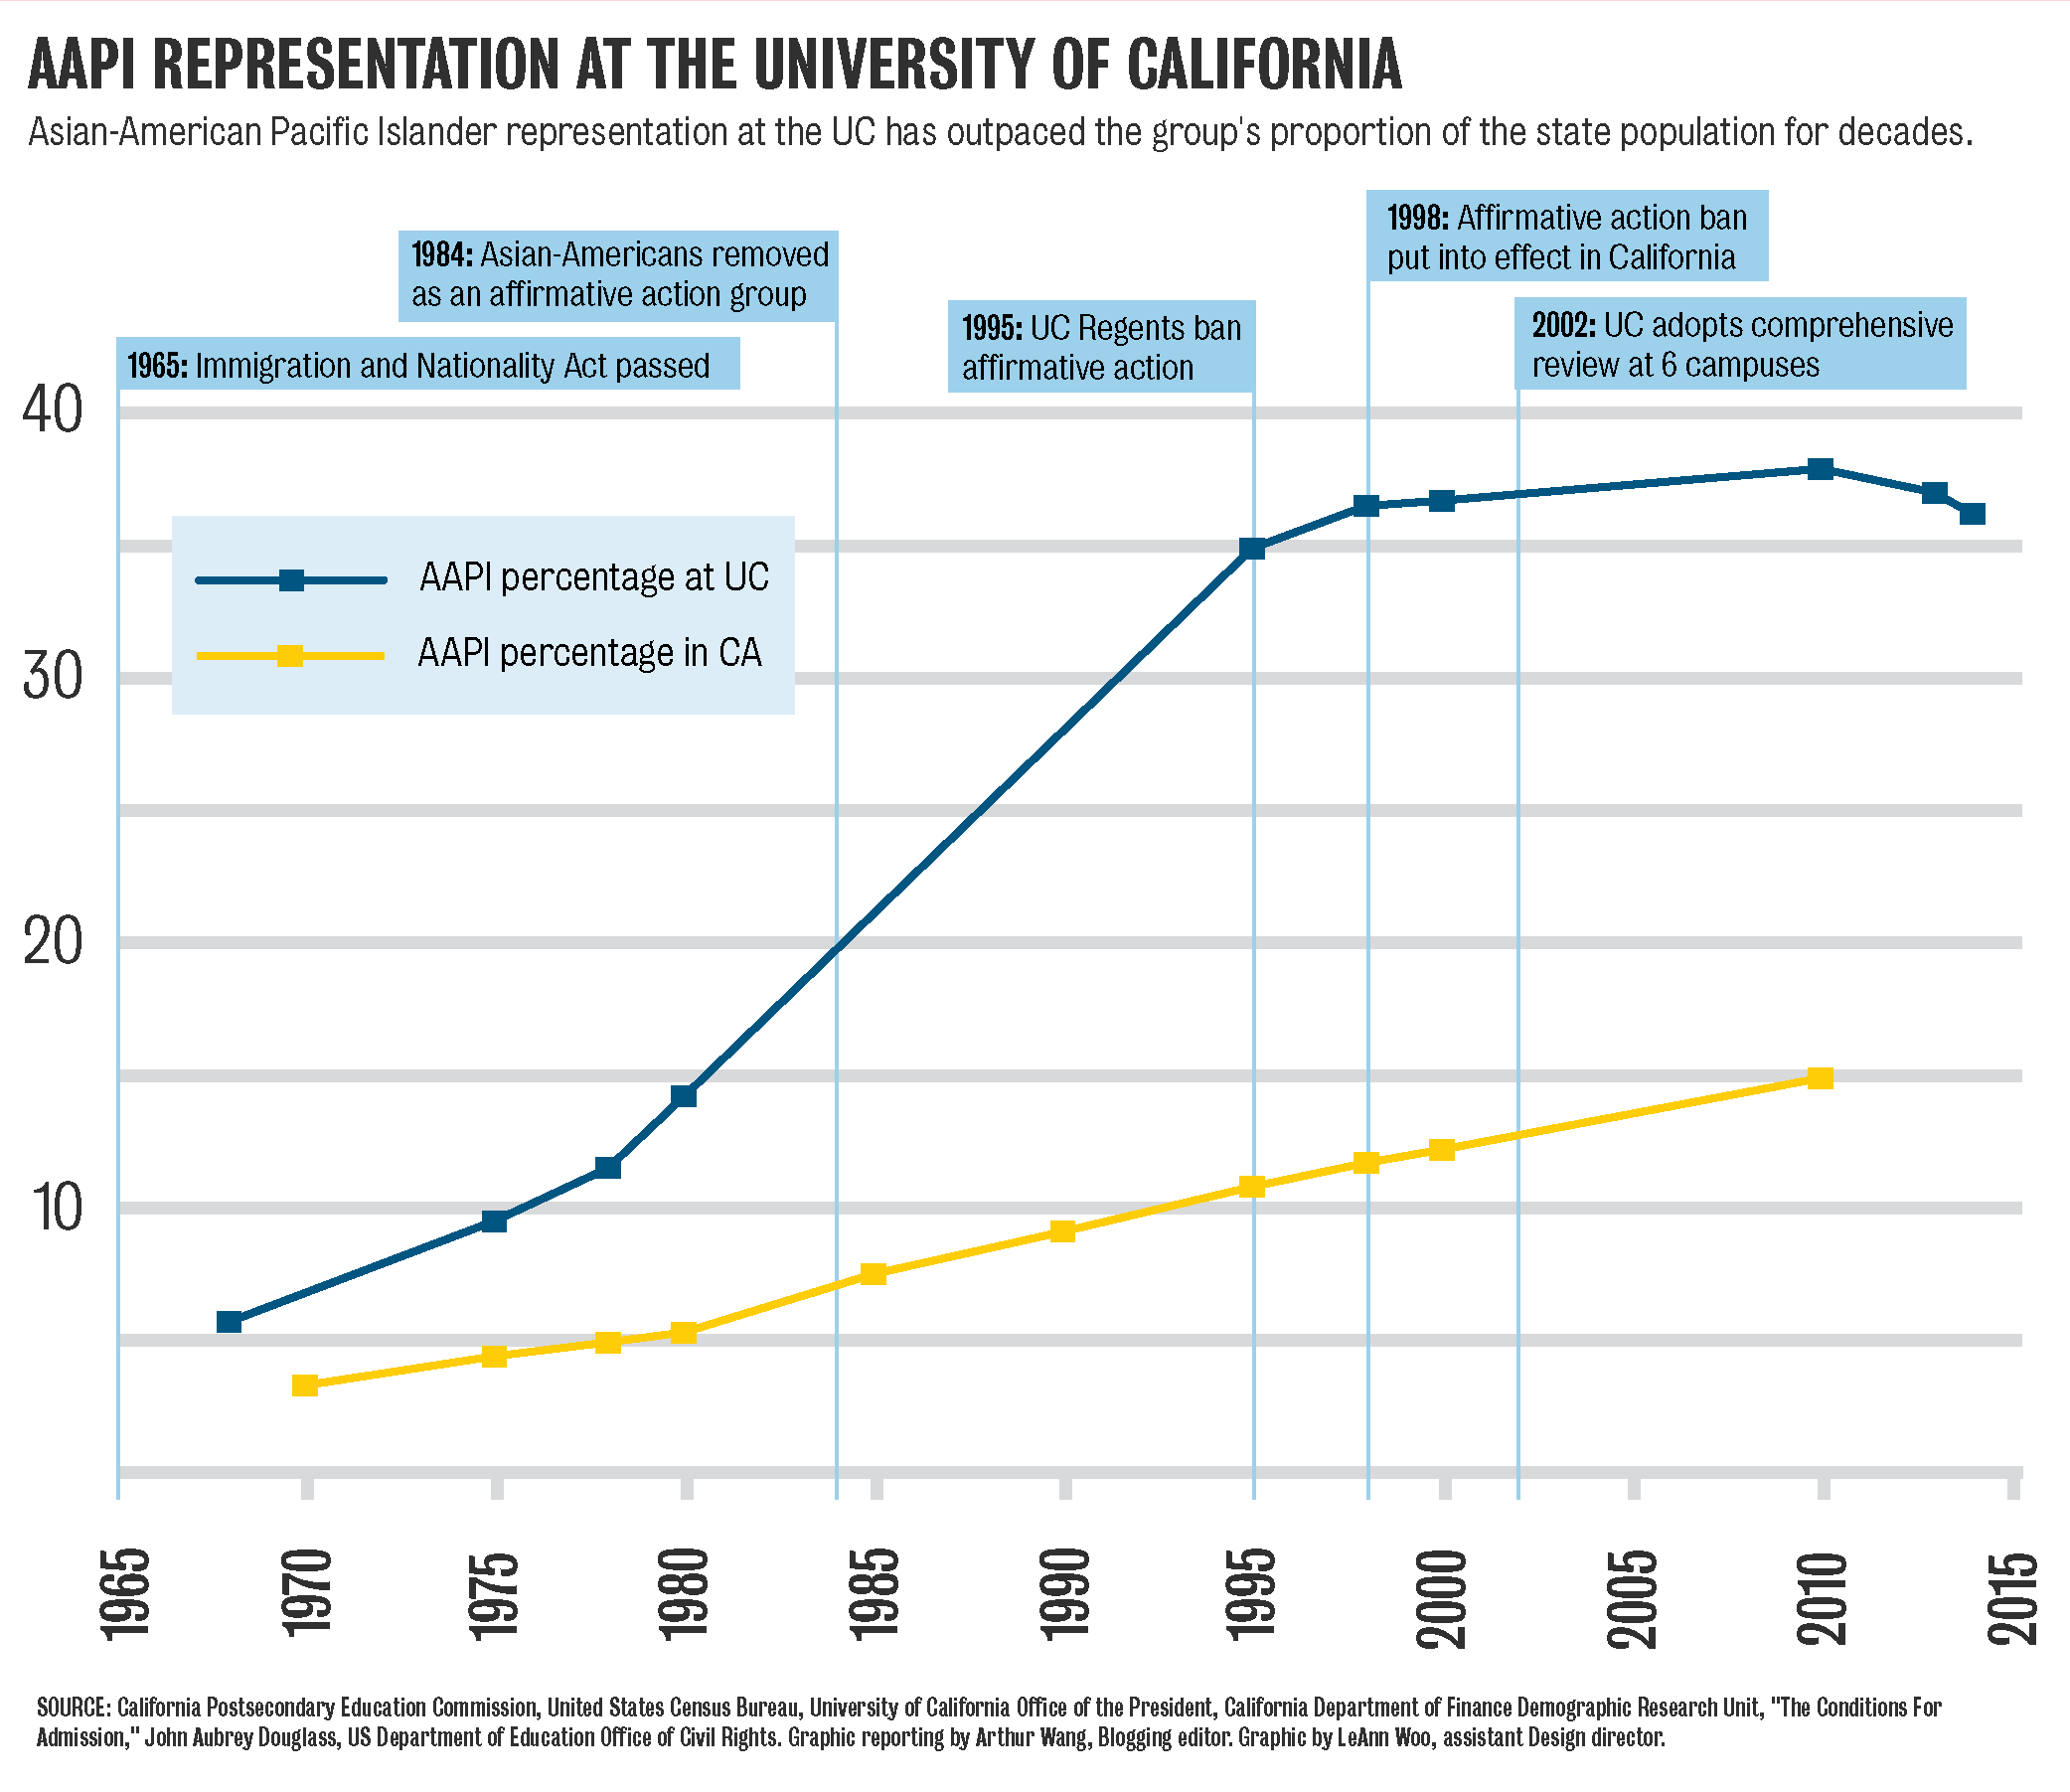 AAPI REPRESENTATION AT THE UNIVERSITY OF CALIFORNIA
Asian-American Pacific Islander representation at the UC has outpaced the group's proportion of the state population for decades.
1998: Affirmative action ban
put into effect in California
1984: Asian-Americans removed
as an affirmative action group
1995: UC Regents ban
affirmative action
2002: UC adopts comprehensive
review at 6 campuses
1965: Immigration and Nationality Act passed
40
30
20
10
AAPI percentage at UC
AAPI percentage in CA
1965
1970
1975
1980
1985
1990
1995
2000
2005
2010
2015
SOURCE: California Postsecondary Education Commission, United States Census Bureau, University of California Office of the President, California Department of Finance Demographic Research Unit, "The Conditions For
Admission," John Aubrey Douglass, US Department of Education Office of Civil Rights. Graphic reporting by Arthur Wang, Blogging editor. Graphic by LeAnn Woo, assistant Design director.